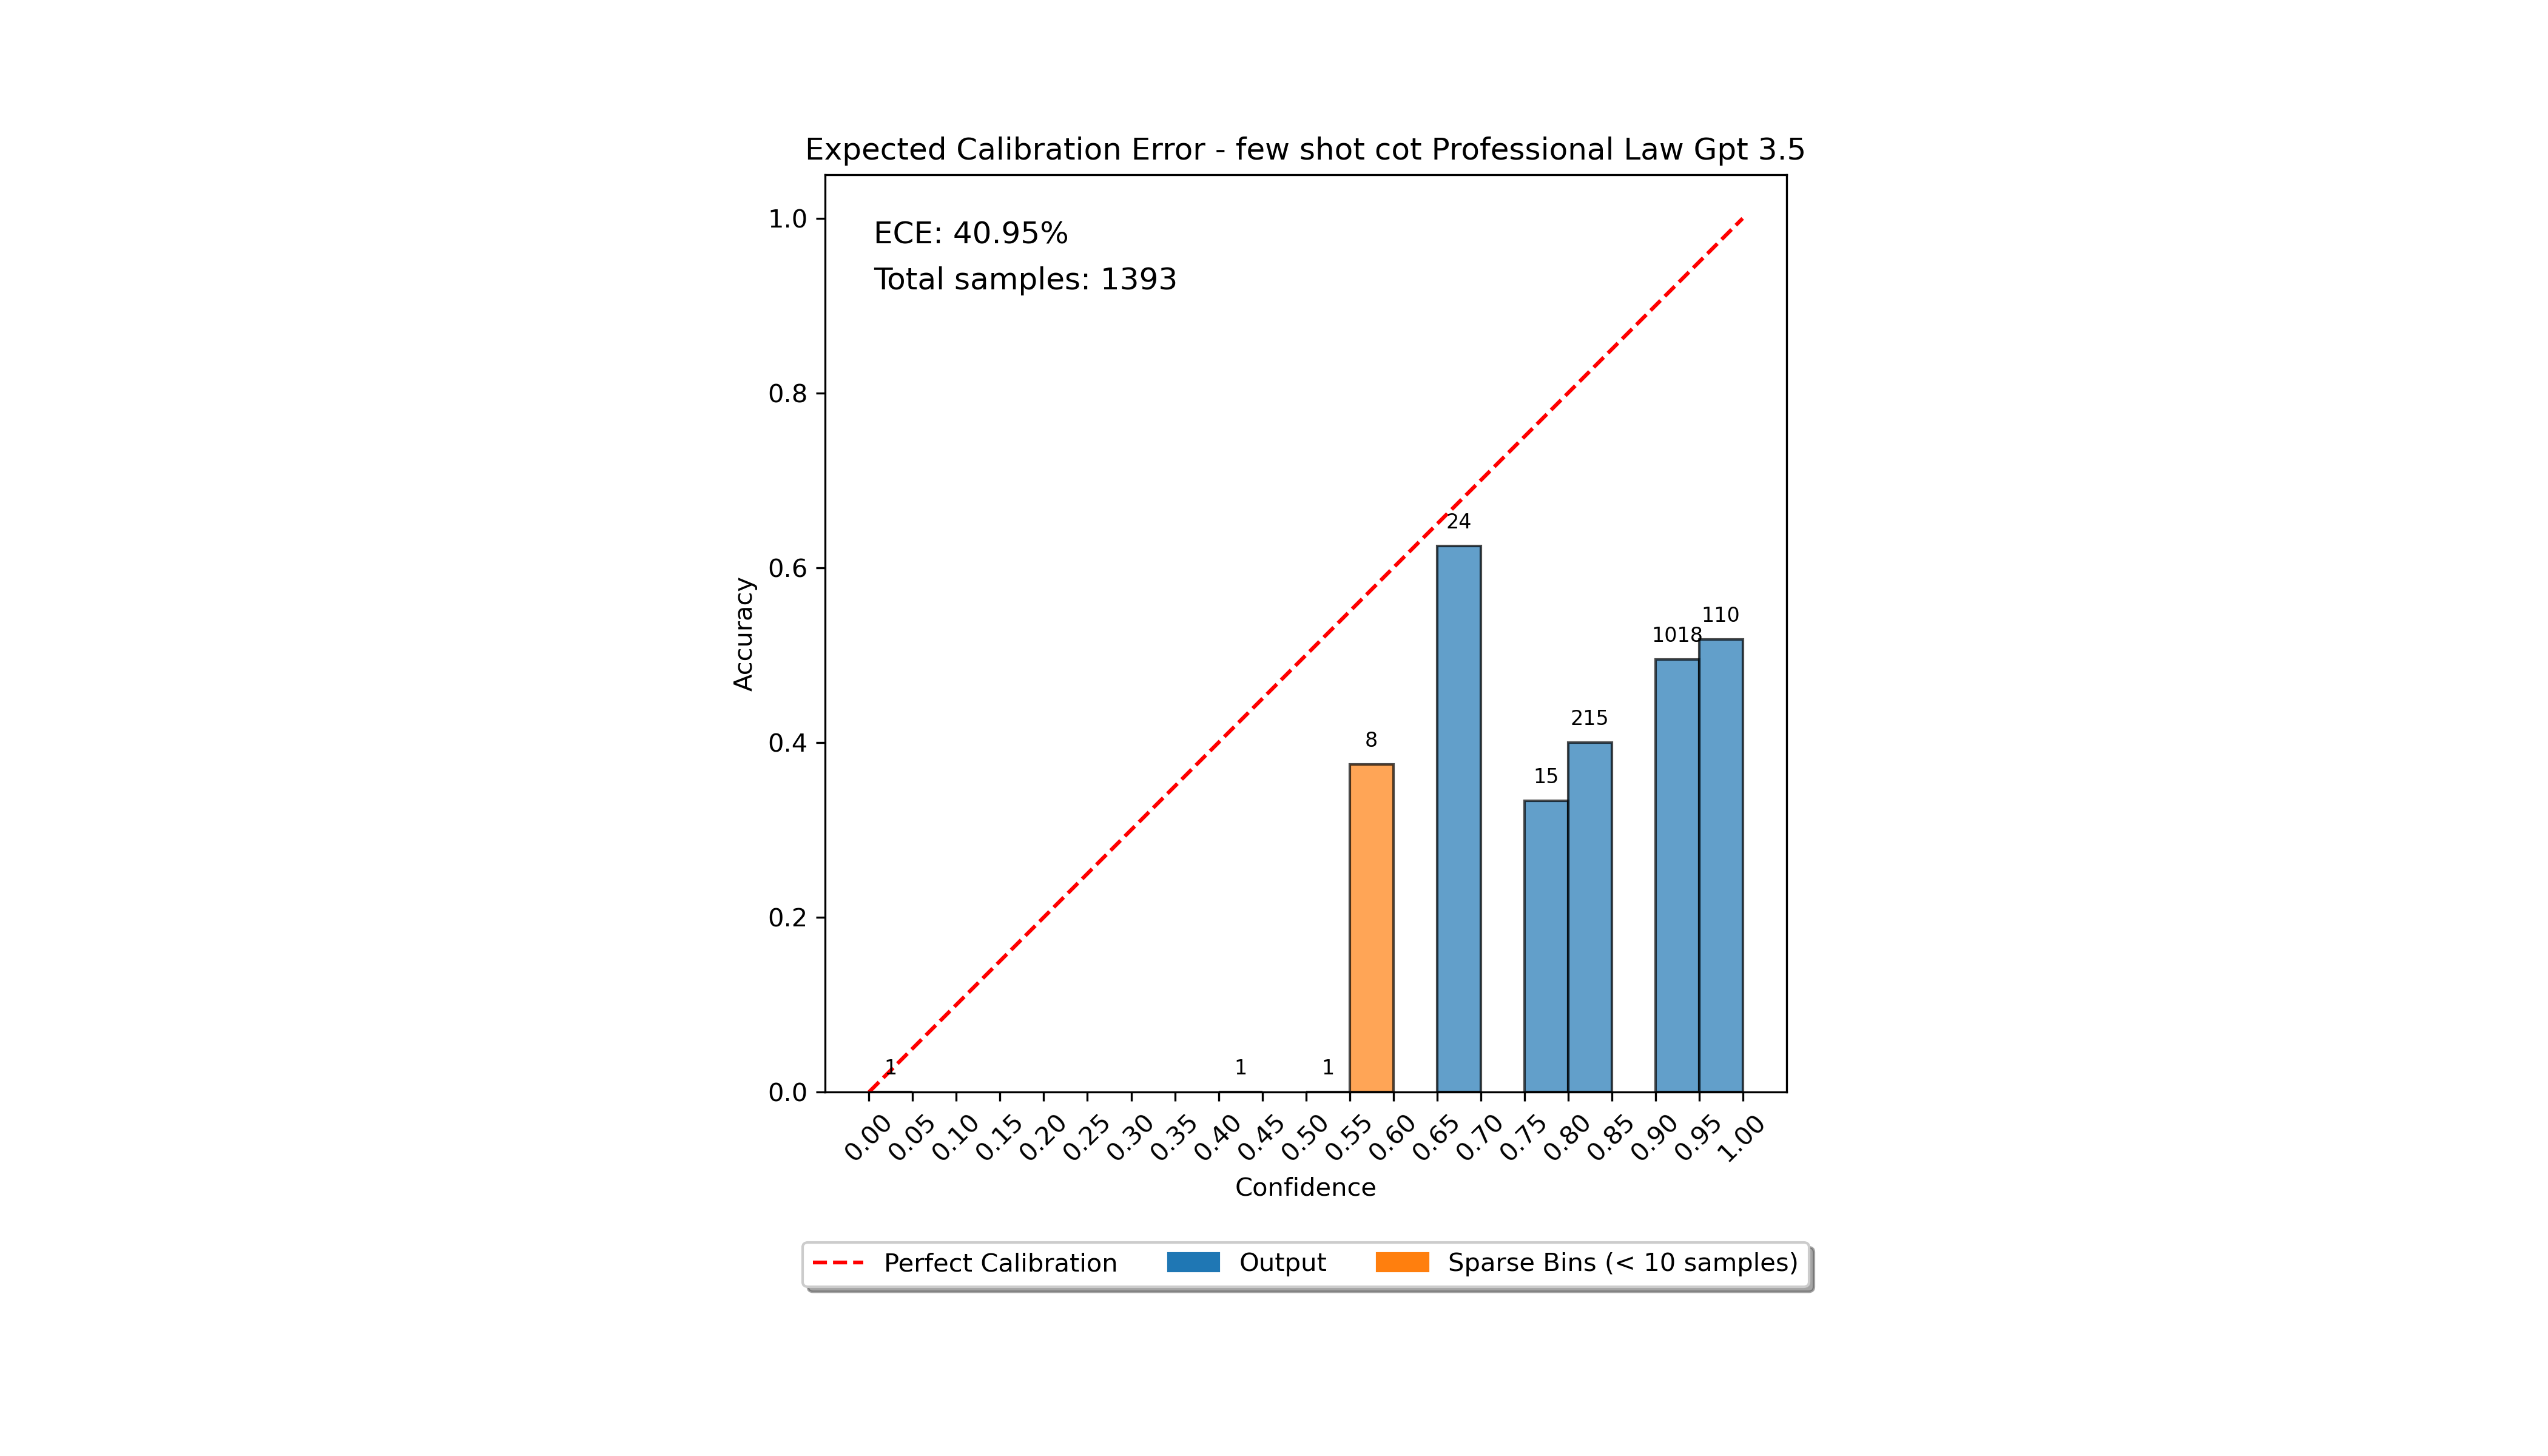 Expected Calibration Error - few shot cot Professional Law Gpt 3.5
ECE: 40.95%
Total samples: 1393
1.0
0.8
0.6
0.4
0.2
0.0
Accuracy
1
1
1
8
24
15
215
1018
110
0.00 0.05 0.10 0.15 0.20 0.25 0.30 0.35 0.40 0.45 0.50 0.55 0.60 0.65 0.70 0.75 0.80 0.85 0.90 0.95 1.00
Confidence
Perfect Calibration Output Sparse Bins (< 10 samples)